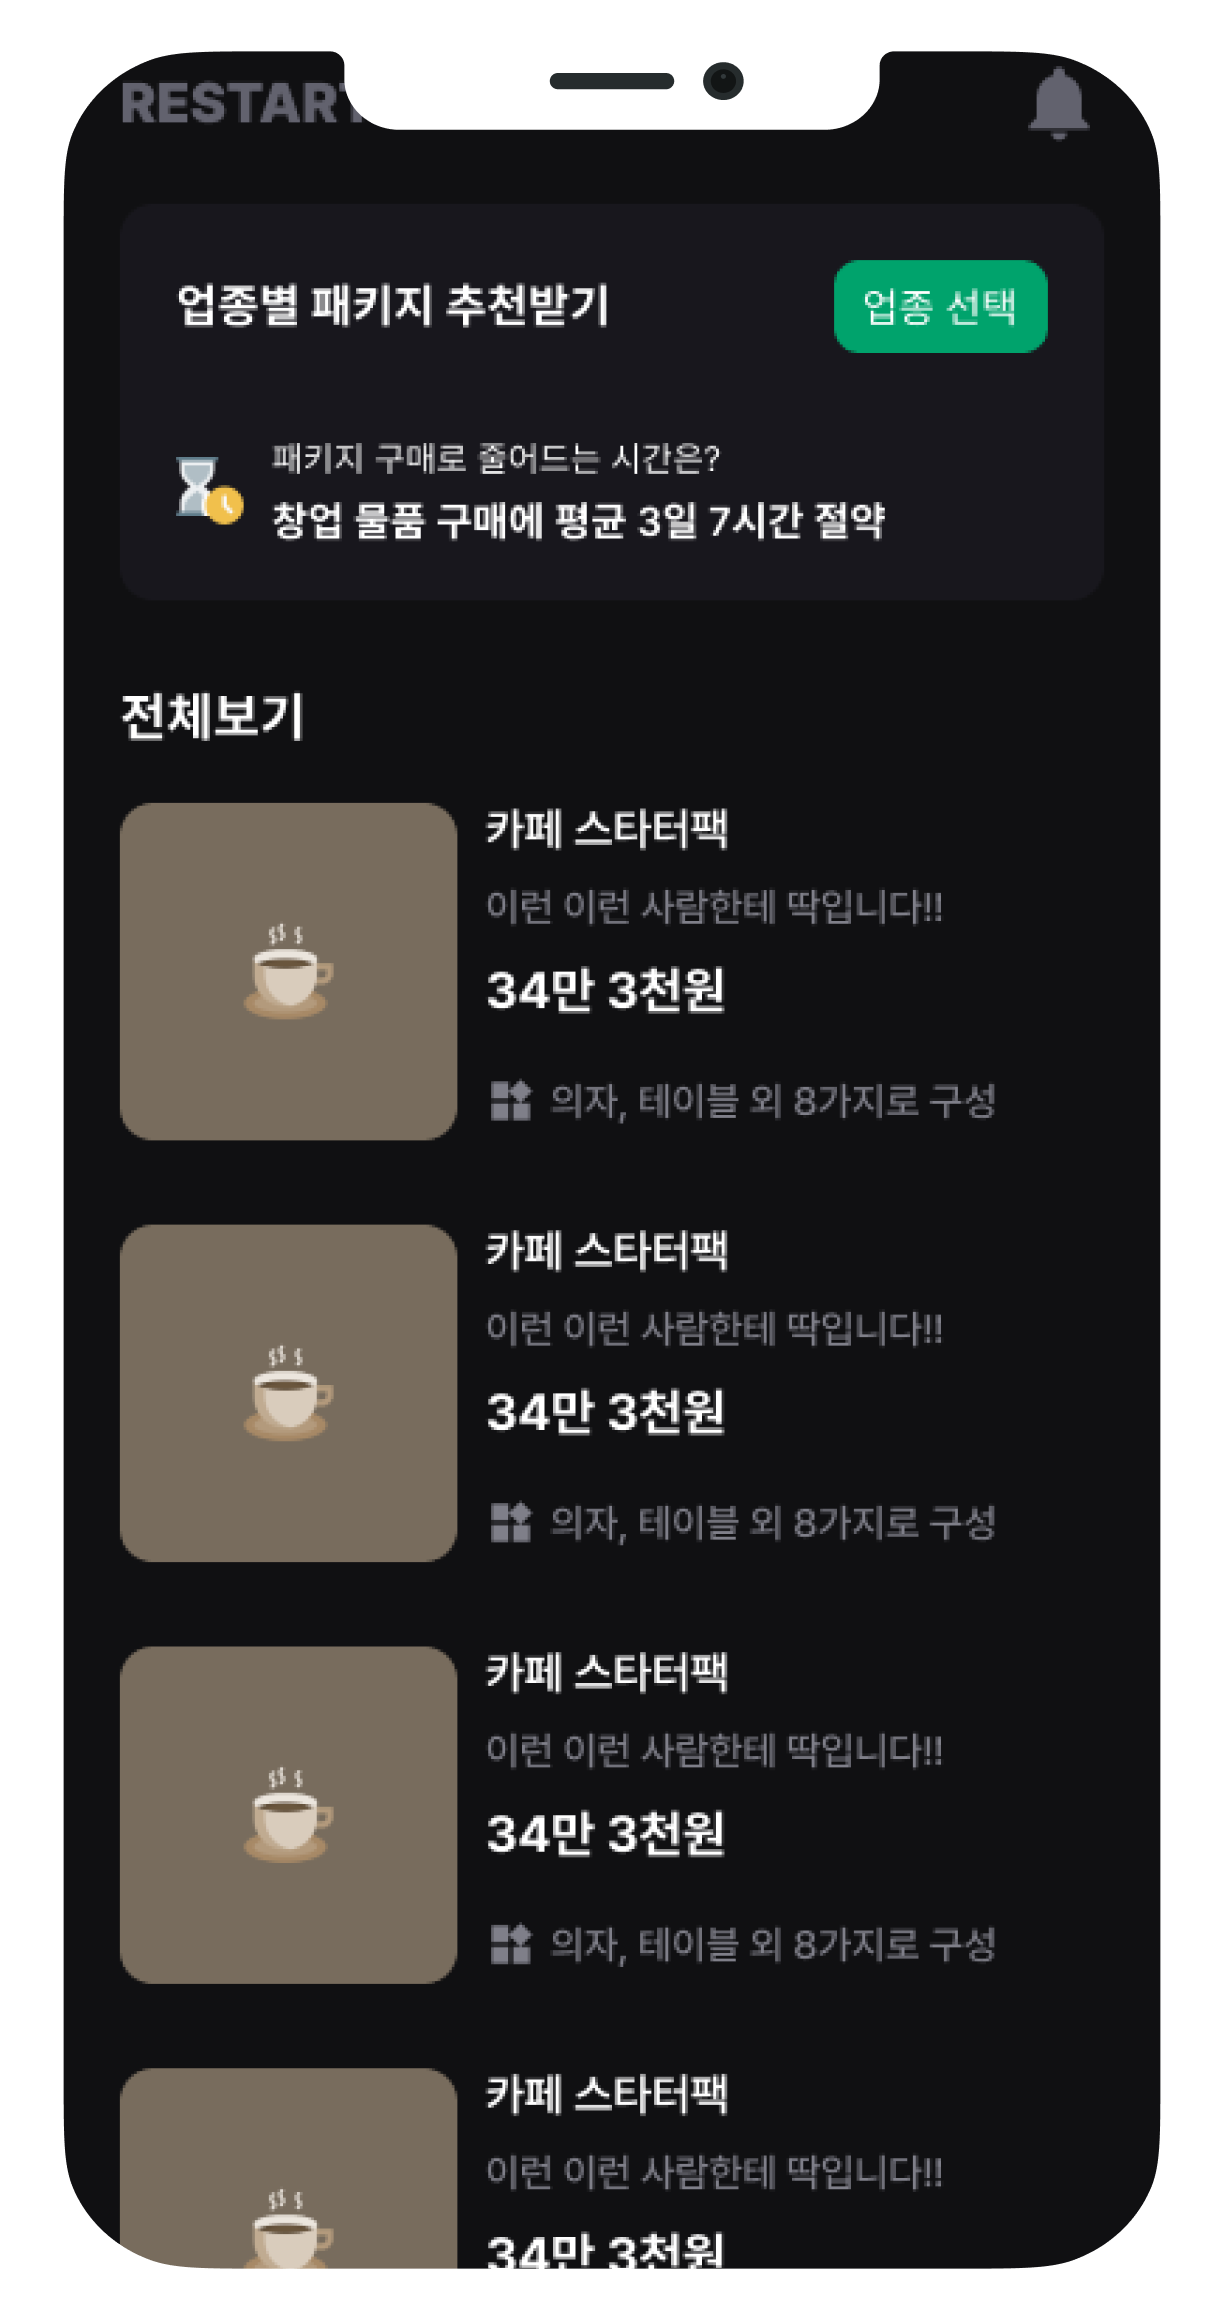 RESTART
업종별 패키지 추천받기
업종 선택
패키지 구매로 줄어드는 시간은?
창업 물품 구매에 평균 3일 7시간 절약
전체보기
카페 스타터팩
이런 이런 사람한테 딱입니다!!
34만 3천원
의자, 테이블 외 8가지로 구성
카페 스타터팩
이런 이런 사람한테 딱입니다!!
34만 3천원
의자, 테이블 외 8가지로 구성
카페 스타터팩
이런 이런 사람한테 딱입니다!!
34만 3천원
의자, 테이블 외 8가지로 구성
카페 스타터팩
이런 이런 사람한테 딱입니다!!
34만 3천원